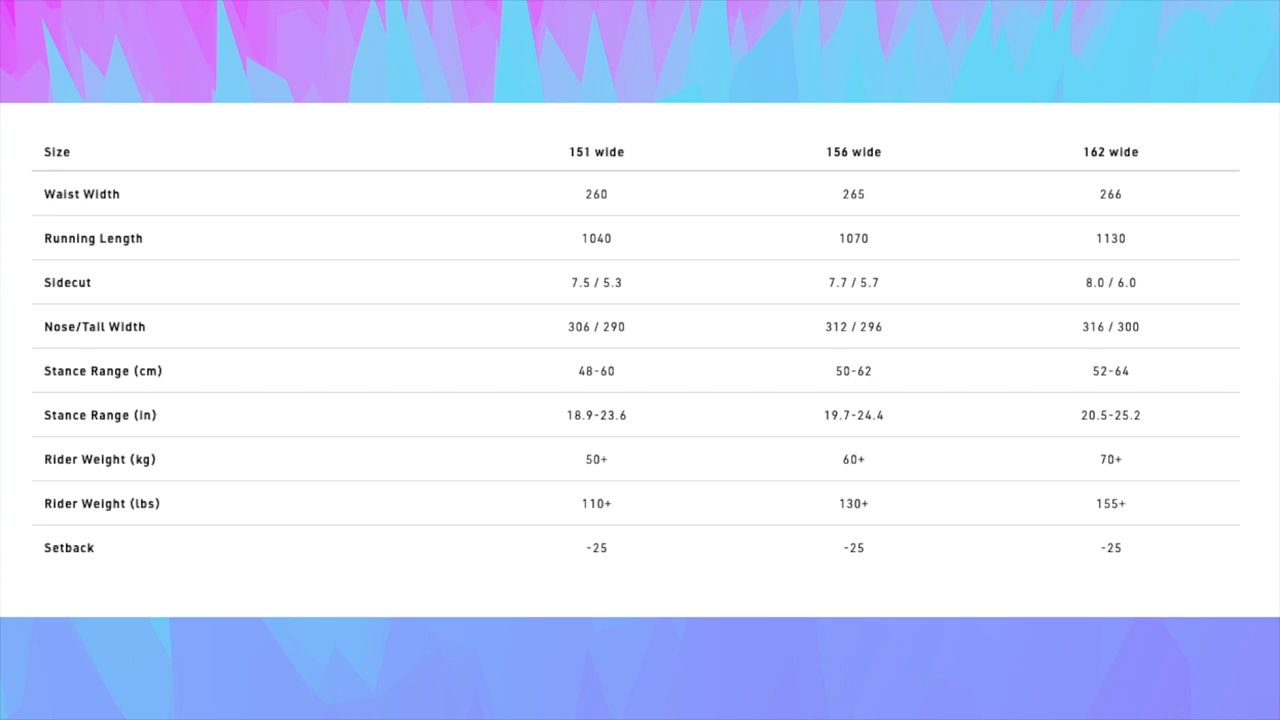 Size 151 wide 156 wide 162 wide
Waist Width 260 265 266
Running Length 1040 1070 1130
Sidecut 7.5 / 5.3 7.7 / 5.7 8.0 / 6.0
Nose/Tail Width 306 / 290 312 / 296 316 / 300
Stance Range (cm) 48-60 50-62 52-64
Stance Range (in) 18.9-23.6 19.7-24.4 20.5-25.2
Rider Weight (kg) 50+ 60+ 70+
Rider Weight (lbs) 110+ 130+ 155+
Setback -25 -25 -25